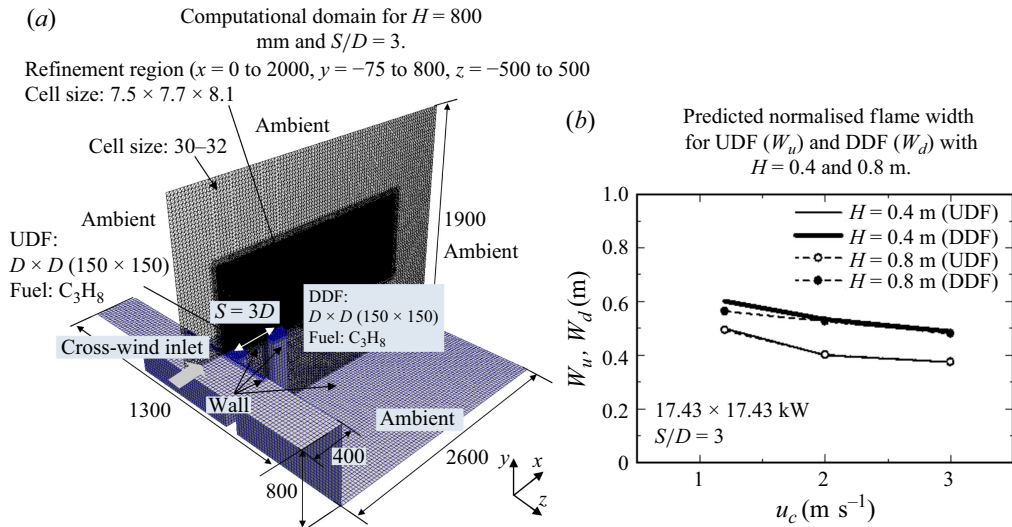 (a)
Computational domain for H = 800
mm and S/D = 3.
Refinement region (x = 0 to 2000, y = −75 to 800, z = −500 to 500
Cell size: 7.5 × 7.7 × 8.1
Ambient
Cell size: 30–32
Ambient
1900
Ambient
UDF:
D × D (150 × 150)
Fuel: C₃H₈
S = 3D
DDF:
D × D (150 × 150)
Fuel: C₃H₈
Cross-wind inlet
Wall
Ambient
1300
400
2600
800
y
x
z
(b)
Predicted normalised flame width
for UDF (Wᵤ) and DDF (W_d) with
H = 0.4 and 0.8 m.
1.0
0.8
0.6
0.4
0.2
0
Wᵤ, W_d (m)
H = 0.4 m (UDF)
H = 0.4 m (DDF)
H = 0.8 m (UDF)
H = 0.8 m (DDF)
17.43 × 17.43 kW
S/D = 3
1 2 3
u_c (m s⁻¹)